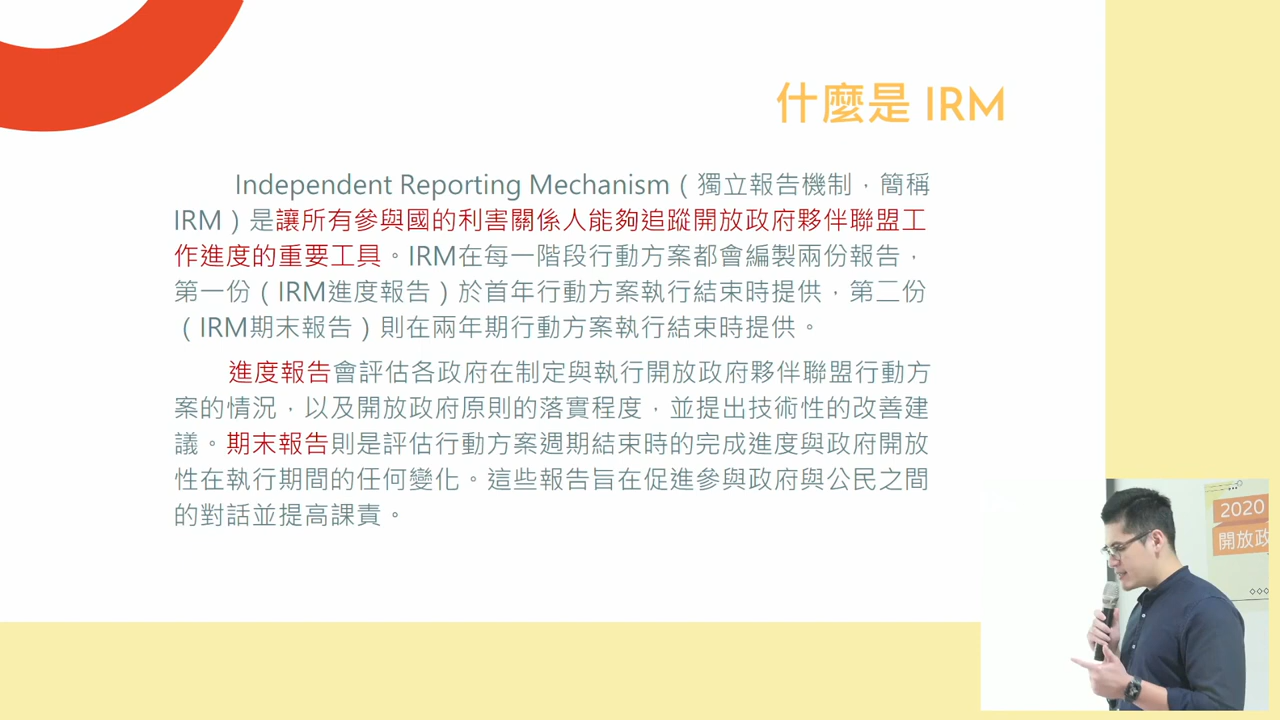 什麼是 IRM
Independent Reporting Mechanism（獨立報告機制，簡稱
IRM）是讓所有參與國的利害關係人能夠追蹤開放政府夥伴聯盟工
作進度的重要工具。IRM在每一階段行動方案都會編製兩份報告，
第一份（IRM進度報告）於首年行動方案執行結束時提供，第二份
（IRM期末報告）則在兩年期行動方案執行結束時提供。
進度報告會評估各政府在制定與執行開放政府夥伴聯盟行動方
案的情況，以及開放政府原則的落實程度，並提出技術性的改善建
議。期末報告則是評估行動方案週期結束時的完成進度與政府開放
性在執行期間的任何變化。這些報告旨在促進參與政府與公民之間
的對話並提高課責。
2020
開放政